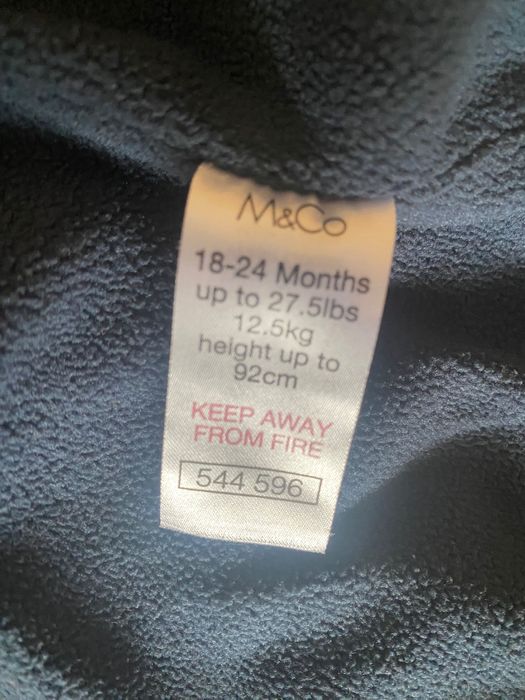 M&Co
18-24 Months
up to 27.5lbs
12.5kg
height up to
92cm
KEEP AWAY
FROM FIRE
544 596